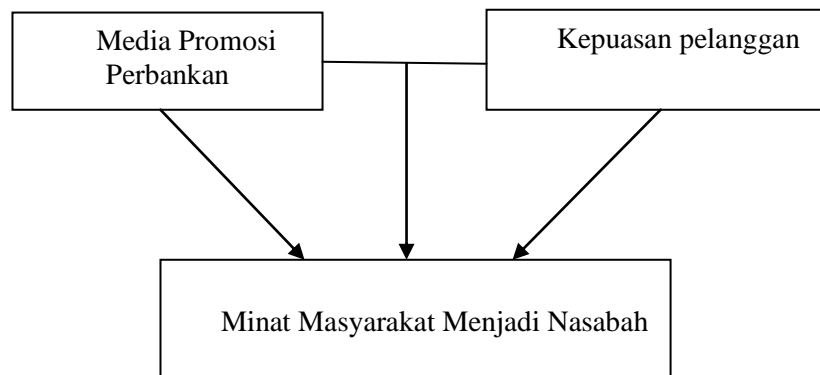 Media Promosi
Perbankan
Kepuasan pelanggan
Minat Masyarakat Menjadi Nasabah